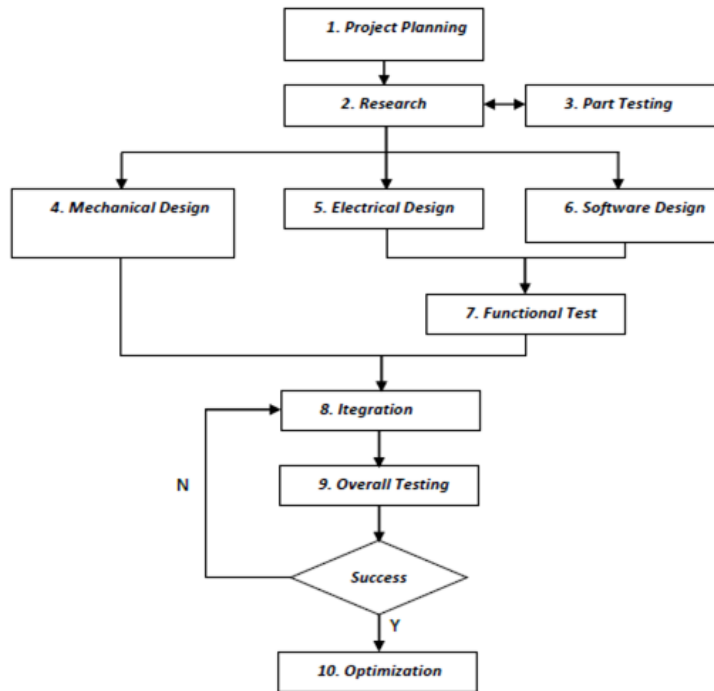 1. Project Planning
2. Research
3. Part Testing
4. Mechanical Design
5. Electrical Design
6. Software Design
7. Functional Test
8. Itegration
N
9. Overall Testing
Success
Y
10. Optimization